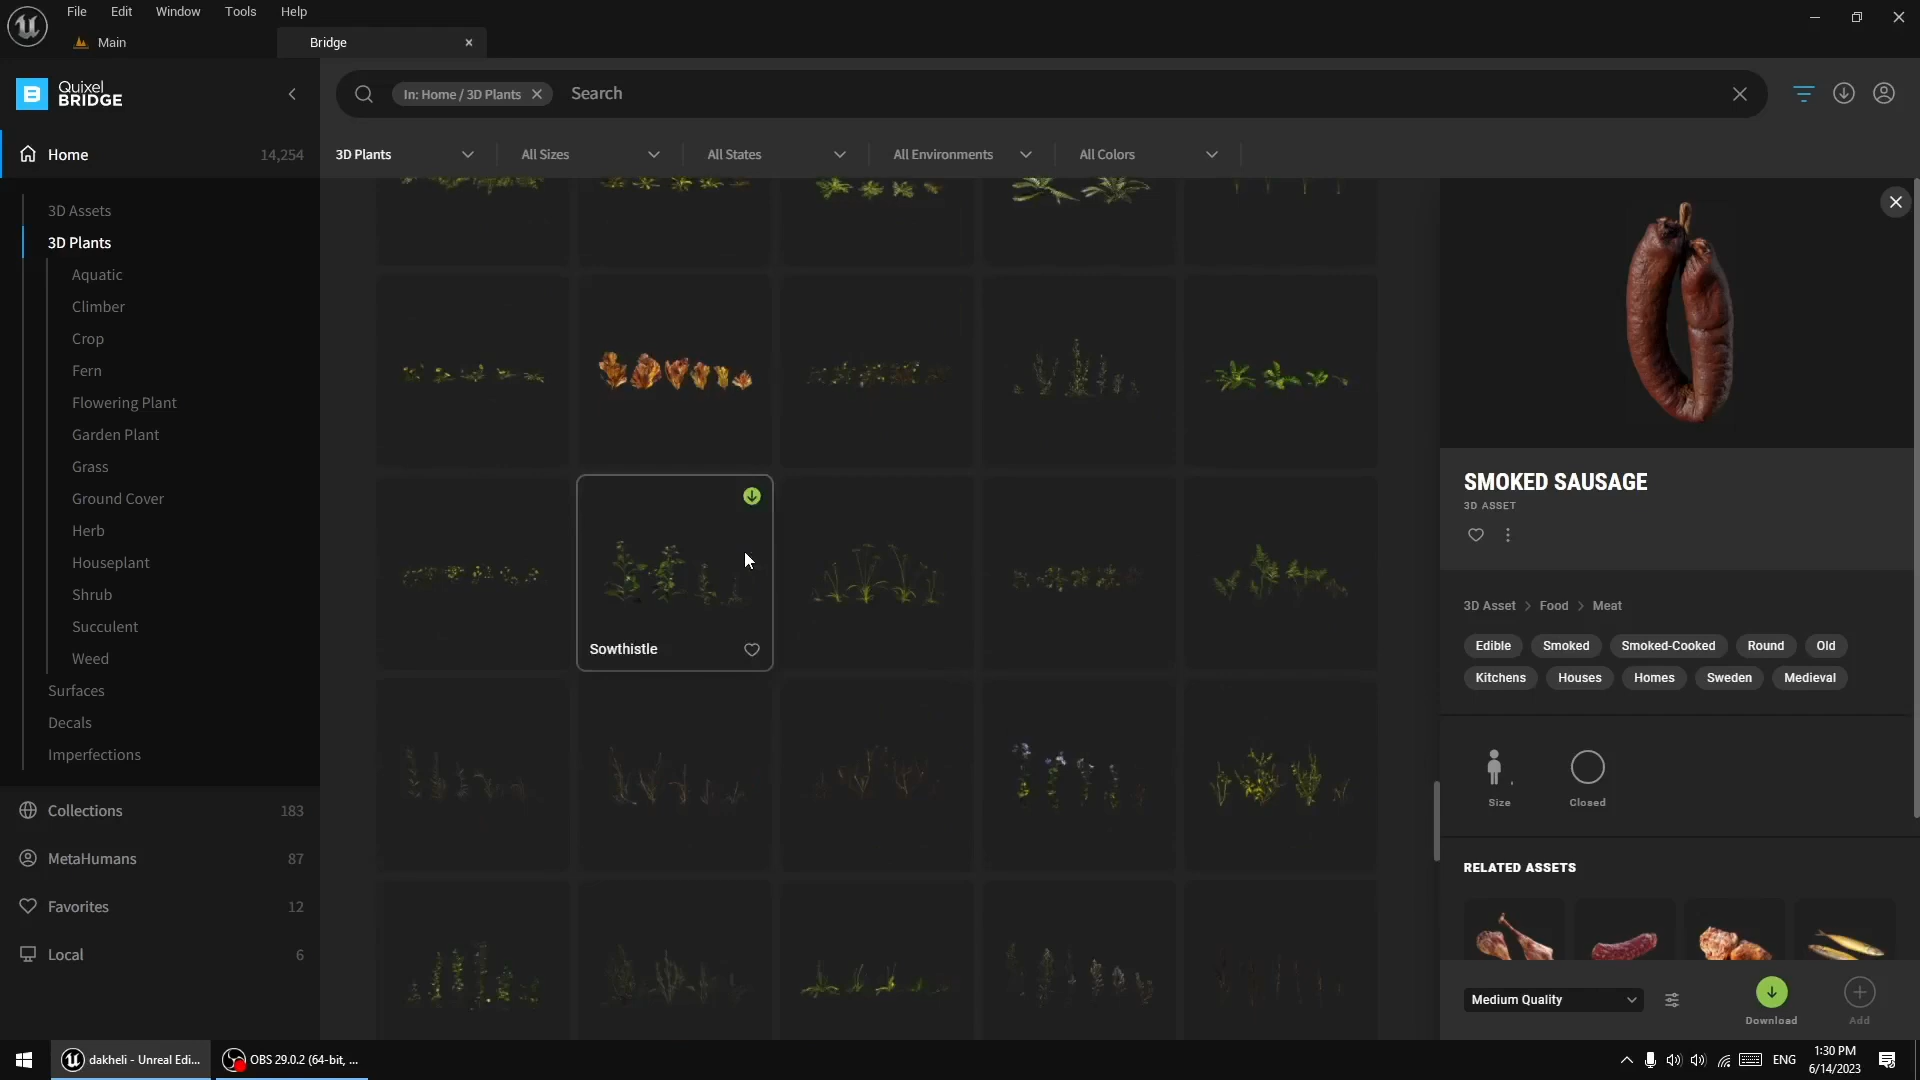 File Edit Window Tools Help
Main
Bridge
Quixel
BRIDGE
In: Home / 3D Plants
Search
Home 14,254
3D Plants
All Sizes
All States
All Environments
All Colors
3D Assets
3D Plants
Aquatic
Climber
Crop
Fern
Flowering Plant
Garden Plant
Grass
Ground Cover
Herb
Houseplant
Shrub
Succulent
Weed
Surfaces
Decals
Imperfections
Collections 183
MetaHumans 87
Favorites 12
Local 6
Sowthistle
SMOKED SAUSAGE
3D ASSET
3D Asset > Food > Meat
Edible Smoked Smoked-Cooked Round Old
Kitchens Houses Homes Sweden Medieval
Size Closed
RELATED ASSETS
Medium Quality
Download Add
dakheli - Unreal Edi...
OBS 29.0.2 (64-bit, ...
ENG
1:30 PM
6/14/2023